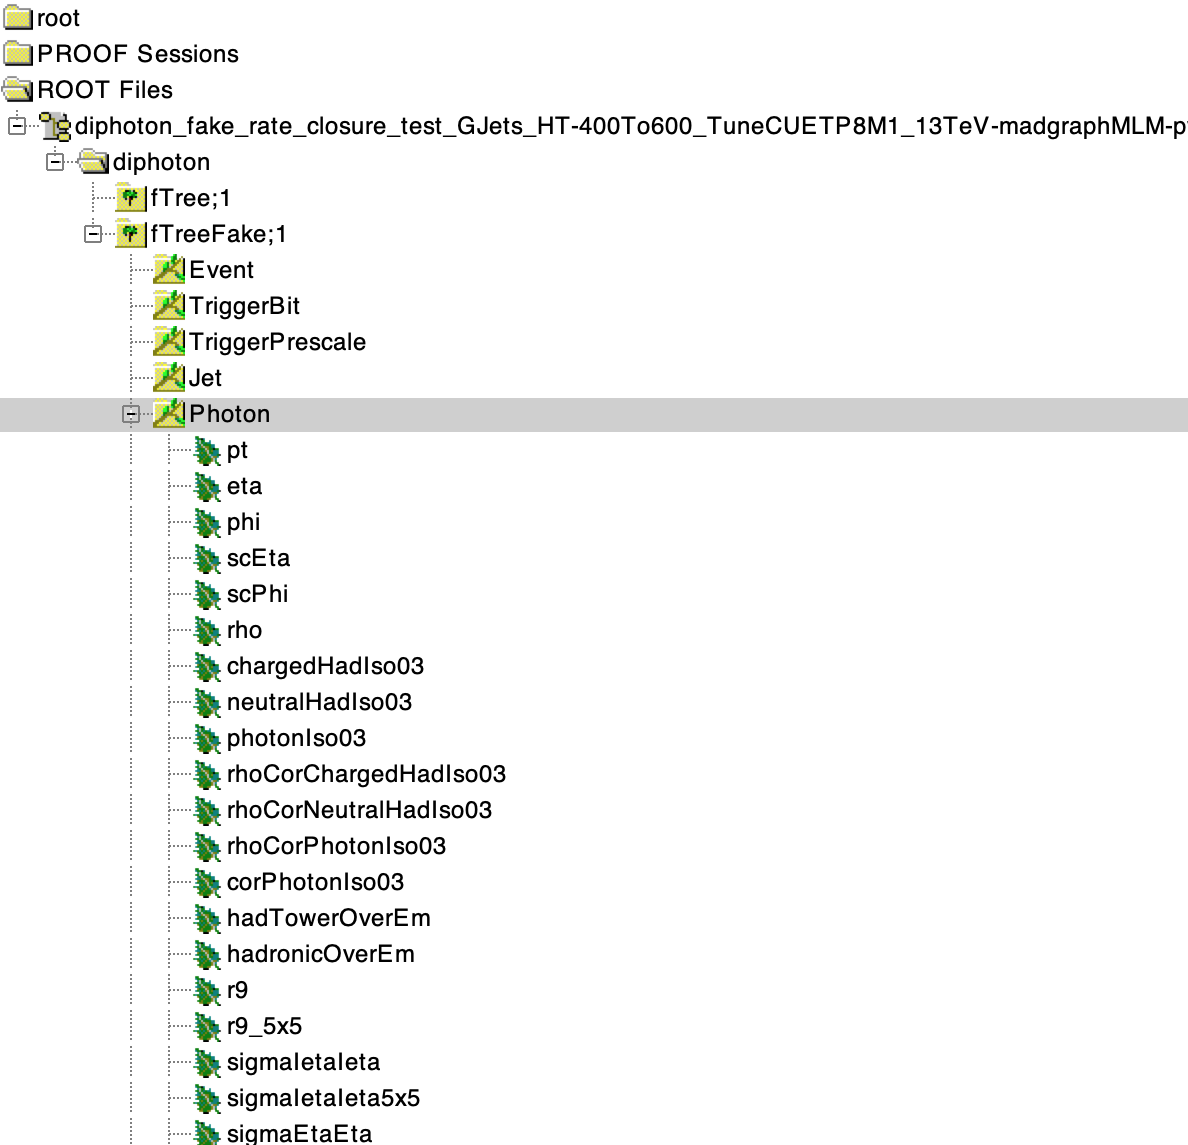 root
PROOF Sessions
ROOT Files
diphoton_fake_rate_closure_test_GJets_HT-400To600_TuneCUETP8M1_13TeV-madgraphMLM-p
diphoton
fTree;1
fTreeFake;1
Event
TriggerBit
TriggerPrescale
Jet
Photon
pt
eta
phi
scEta
scPhi
rho
chargedHadIso03
neutralHadIso03
photonIso03
rhoCorChargedHadIso03
rhoCorNeutralHadIso03
rhoCorPhotonIso03
corPhotonIso03
hadTowerOverEm
hadronicOverEm
r9
r9_5x5
sigmaIetaIeta
sigmaIetaIeta5x5
sigmaEtaEta